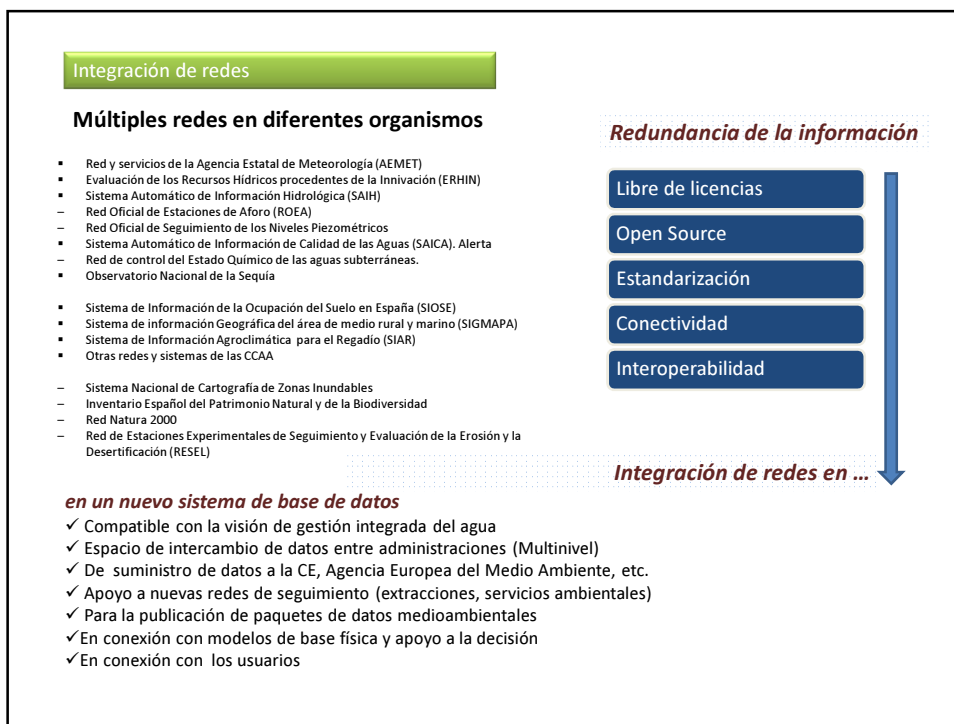 Integración de redes
Múltiples redes en diferentes organismos
▪ Red y servicios de la Agencia Estatal de Meteorología (AEMET)
▪ Evaluación de los Recursos Hídricos procedentes de la Innivación (ERHIN)
▪ Sistema Automático de Información Hidrológica (SAIH)
– Red Oficial de Estaciones de Aforo (ROEA)
– Red Oficial de Seguimiento de los Niveles Piezométricos
▪ Sistema Automático de Información de Calidad de las Aguas (SAICA). Alerta
– Red de control del Estado Químico de las aguas subterráneas.
▪ Observatorio Nacional de la Sequía
▪ Sistema de Información de la Ocupación del Suelo en España (SIOSE)
▪ Sistema de información Geográfica del área de medio rural y marino (SIGMAPA)
▪ Sistema de Información Agroclimática para el Regadío (SIAR)
▪ Otras redes y sistemas de las CCAA
– Sistema Nacional de Cartografía de Zonas Inundables
– Inventario Español del Patrimonio Natural y de la Biodiversidad
– Red Natura 2000
– Red de Estaciones Experimentales de Seguimiento y Evaluación de la Erosión y la
Desertificación (RESEL)
Redundancia de la información
Libre de licencias
Open Source
Estandarización
Conectividad
Interoperabilidad
Integración de redes en …
en un nuevo sistema de base de datos
✓ Compatible con la visión de gestión integrada del agua
✓ Espacio de intercambio de datos entre administraciones (Multinivel)
✓ De suministro de datos a la CE, Agencia Europea del Medio Ambiente, etc.
✓ Apoyo a nuevas redes de seguimiento (extracciones, servicios ambientales)
✓ Para la publicación de paquetes de datos medioambientales
✓En conexión con modelos de base física y apoyo a la decisión
✓En conexión con los usuarios